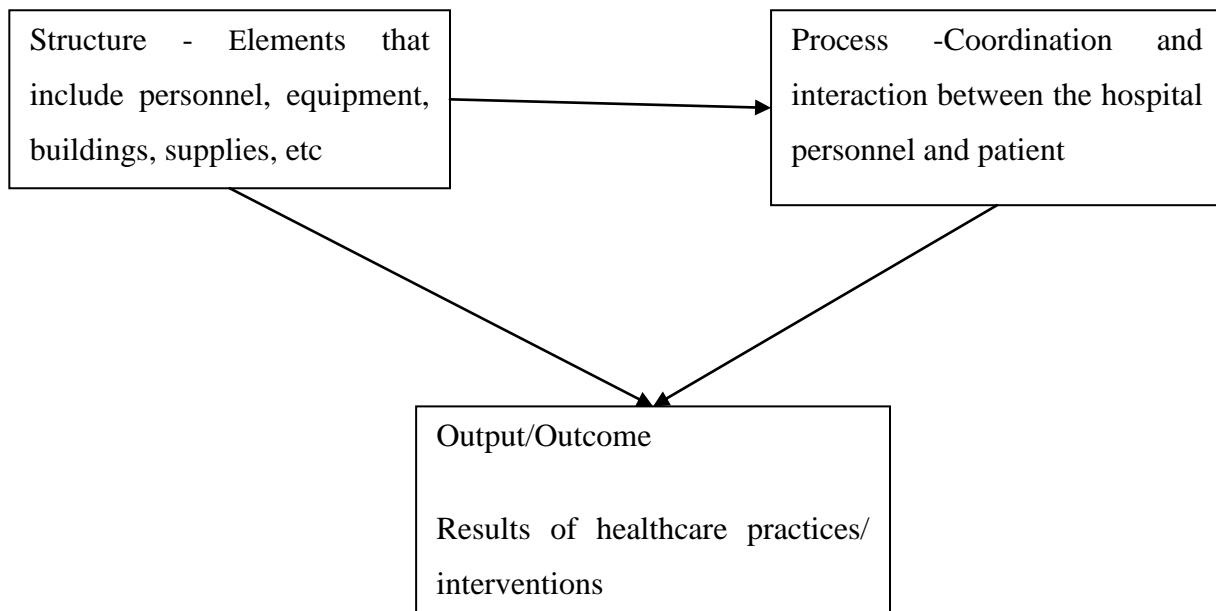 Structure - Elements that
include personnel, equipment,
buildings, supplies, etc
Process -Coordination and
interaction between the hospital
personnel and patient
Output/Outcome
Results of healthcare practices/
interventions